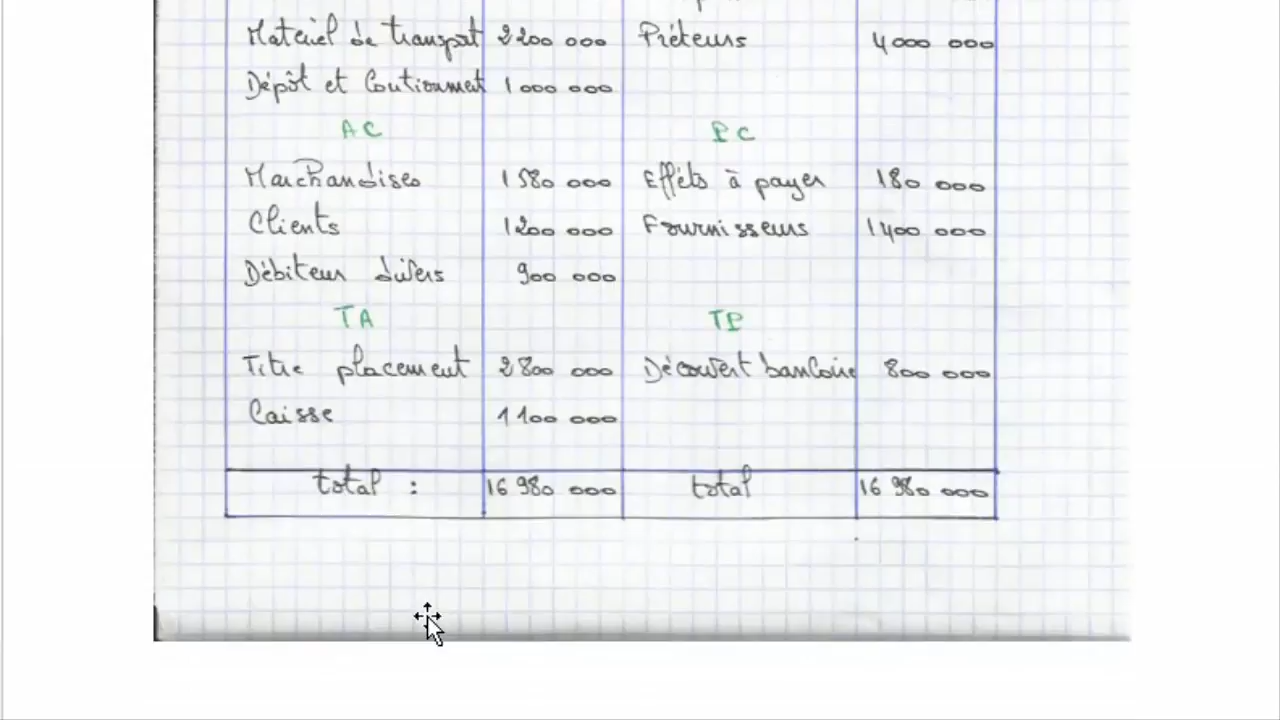 Matériel de transport 2 200 000 Prêteurs 4 000 000
Dépôt et Coutionnment 1 000 000
AC PC
Marchandises 1 580 000 Effets à payer 180 000
Clients 1 200 000 Fournisseurs 1 400 000
Débiteur divers 900 000
TA TP
Titre placement 2 800 000 Découvert bancaire 800 000
Caisse 1 100 000
total : 16 980 000 total 16 980 000